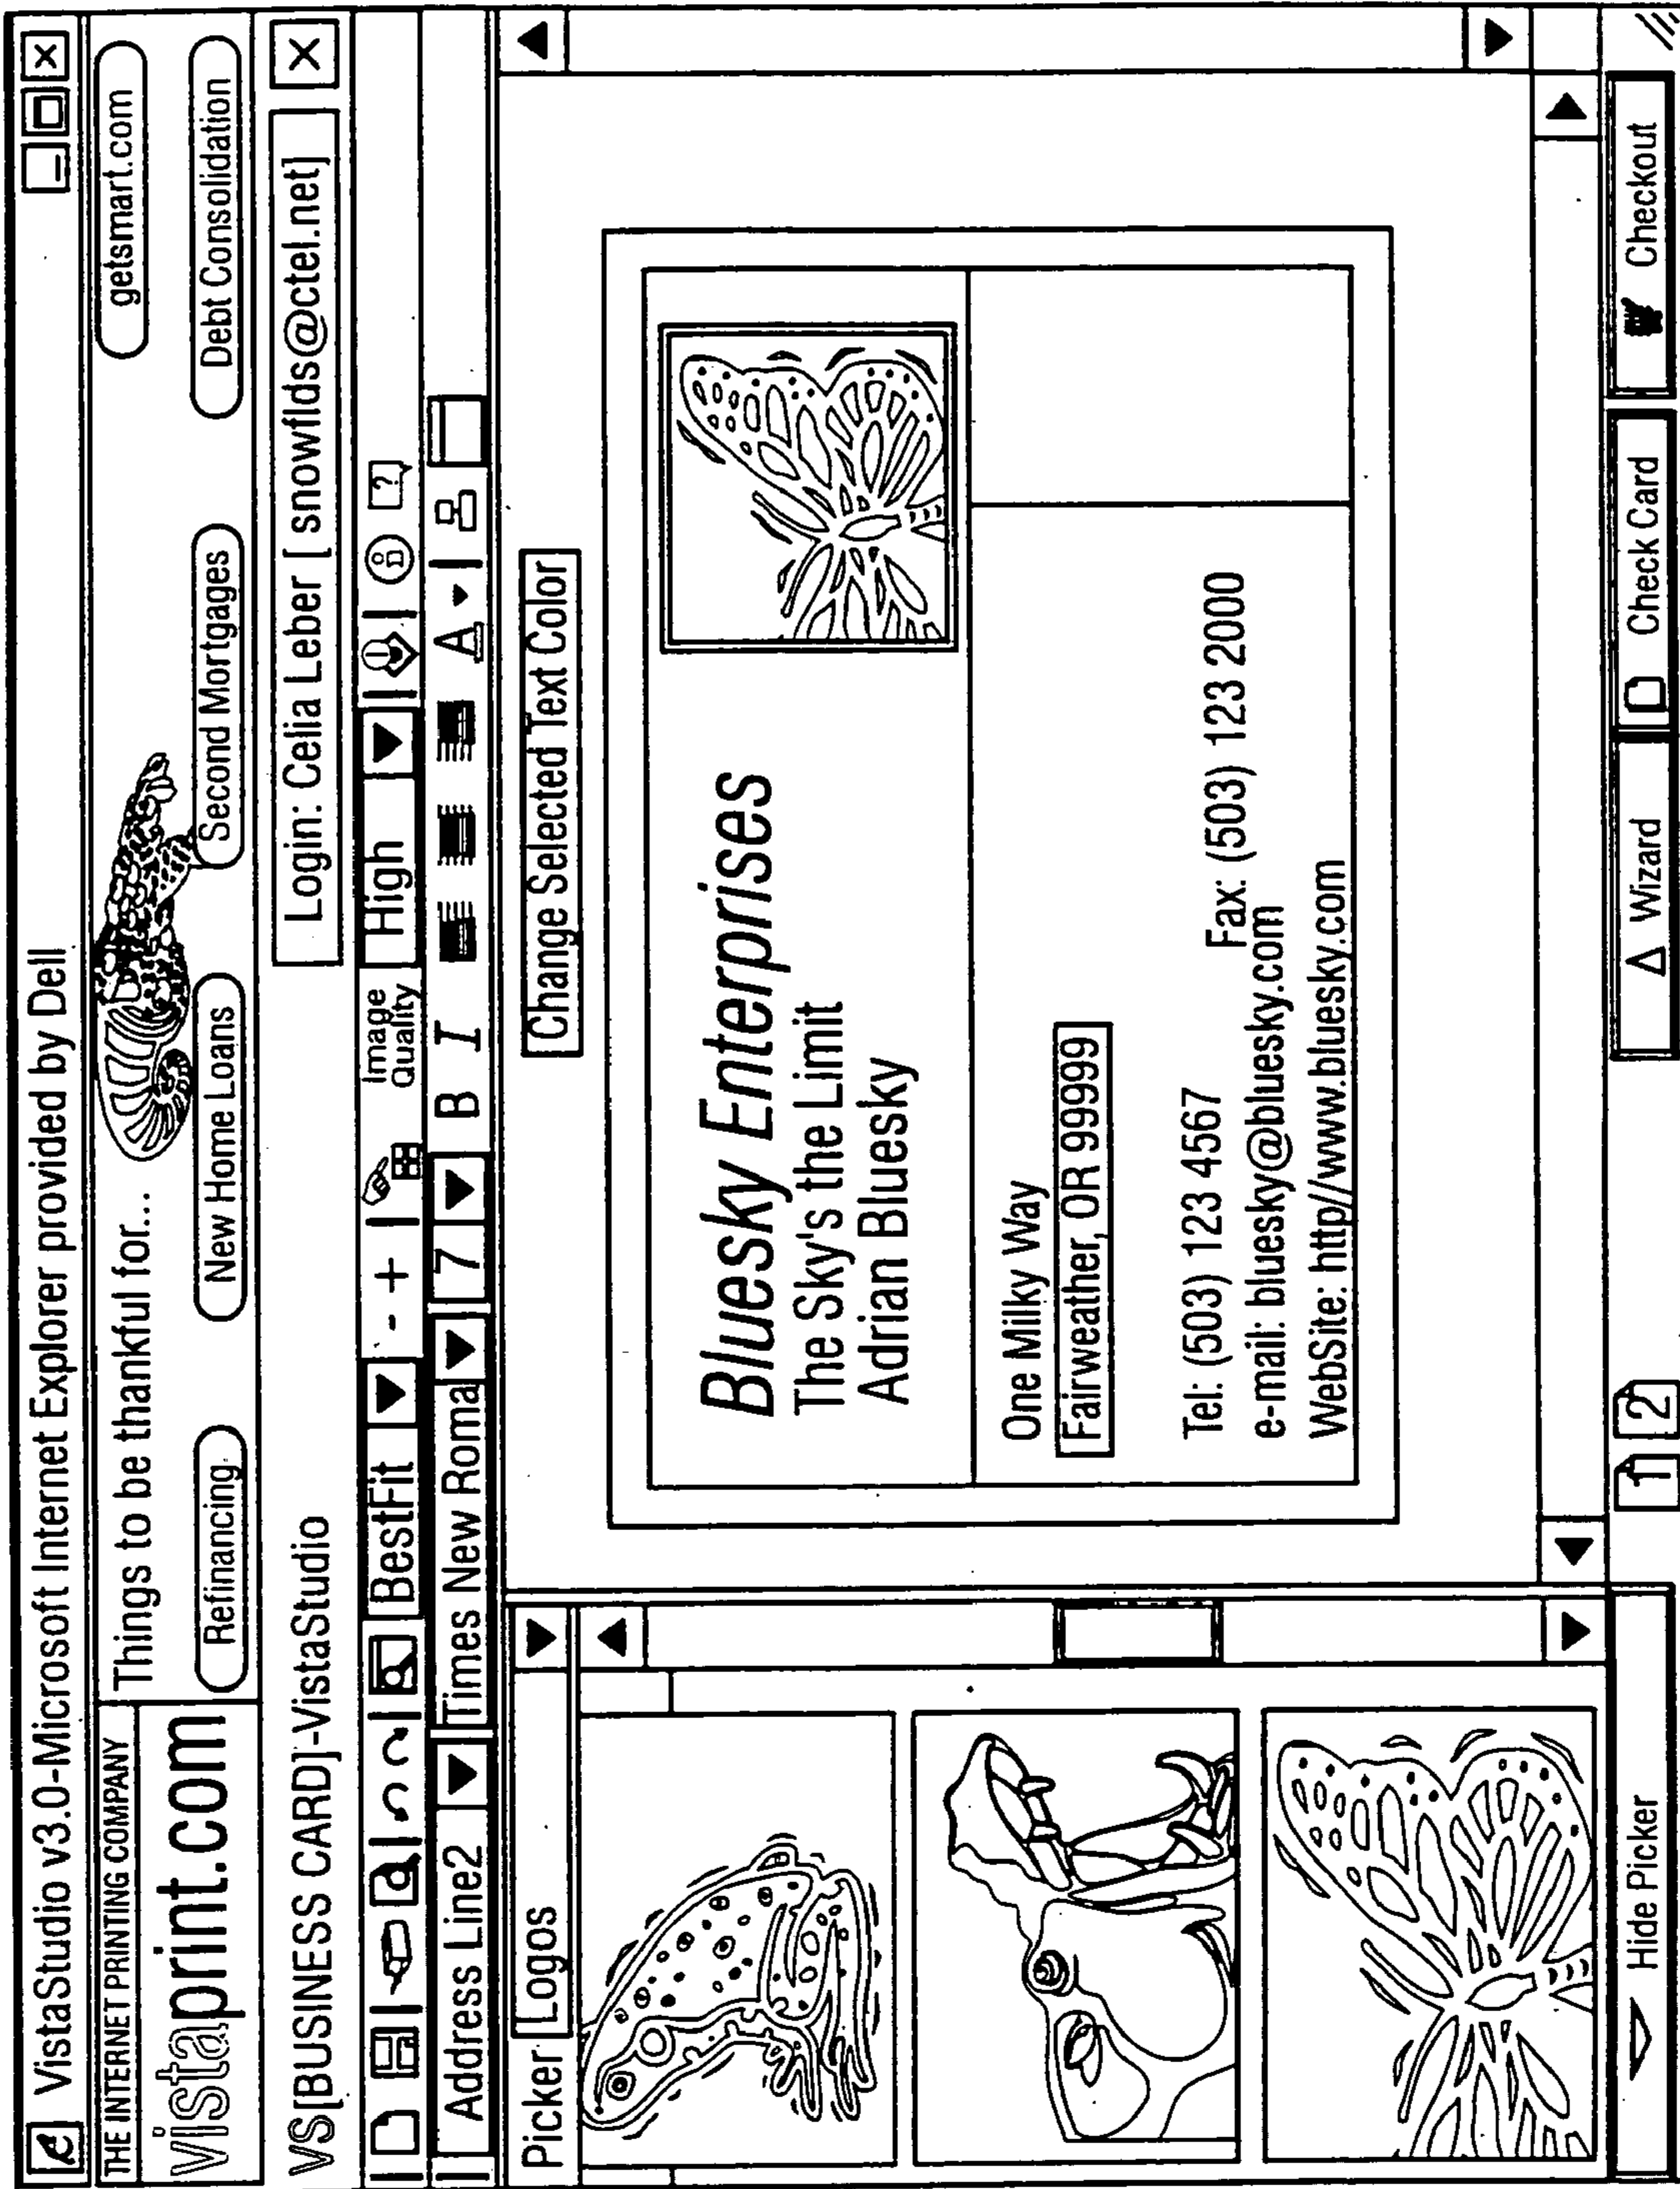 VistaStudio v3.0-Microsoft Internet Explorer provided by Dell
THE INTERNET PRINTING COMPANY
vistaprint.com
Things to be thankful for...
getsmart.com
Refinancing
New Home Loans
Second Mortgages
Debt Consolidation
VS[BUSINESS CARD]-VistaStudio
Login: Celia Leber [ snowflds@ctel.net]
BestFit
- +
Image
Quality
High
?
Address Line2
Times New Roma
7
B I
A
Picker
Logos
Change Selected Text Color
Bluesky Enterprises
The Sky's the Limit
Adrian Bluesky
One Milky Way
Fairweather, OR 99999
Tel: (503) 123 4567
Fax: (503) 123 2000
e-mail: bluesky@bluesky.com
WebSite: http//www.bluesky.com
Hide Picker
1 2
Wizard
Check Card
Checkout